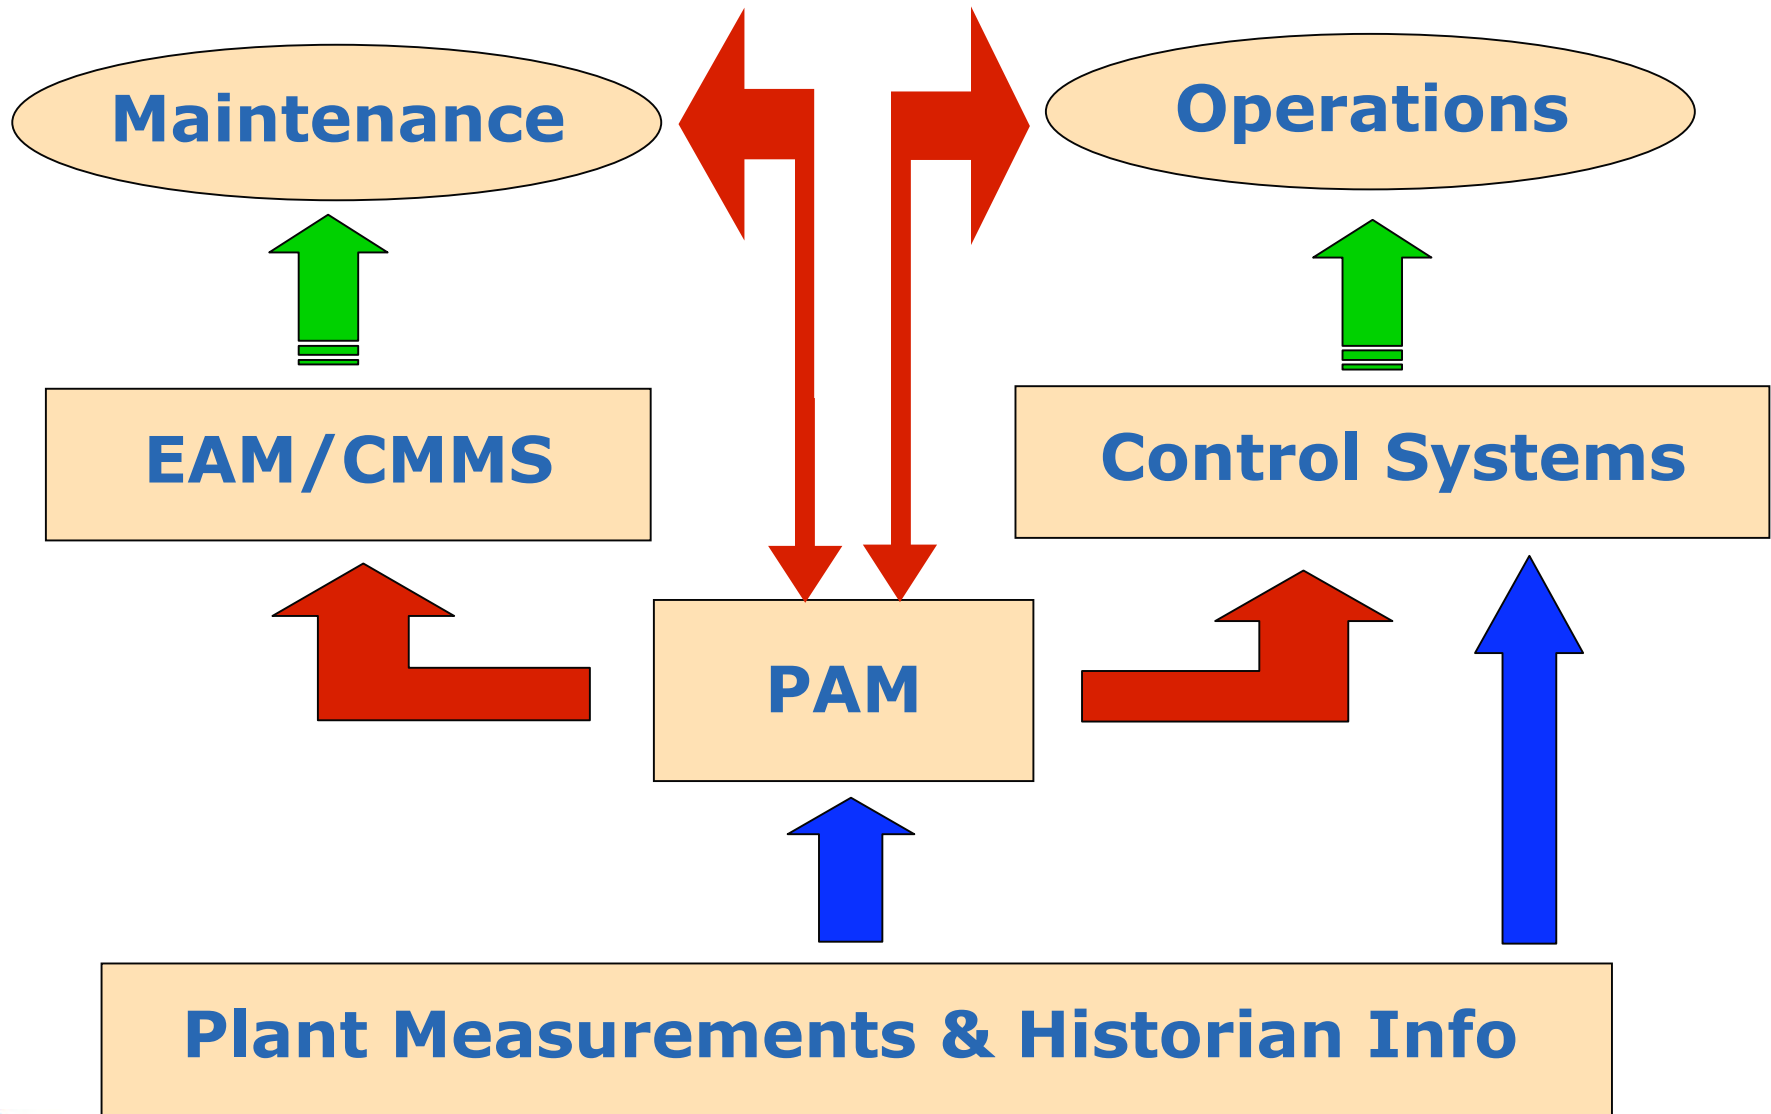 Maintenance
Operations
EAM/CMMS
Control Systems
PAM
Plant Measurements & Historian Info